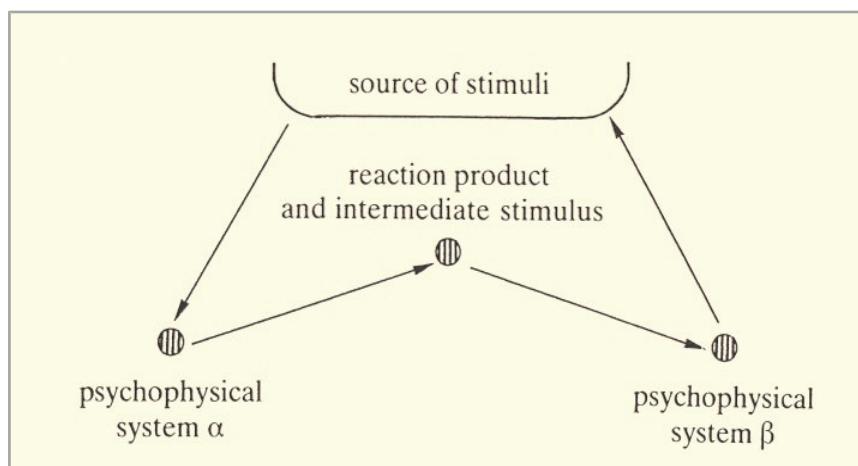 source of stimuli
reaction product
and intermediate stimulus
psychophysical
system α
psychophysical
system β